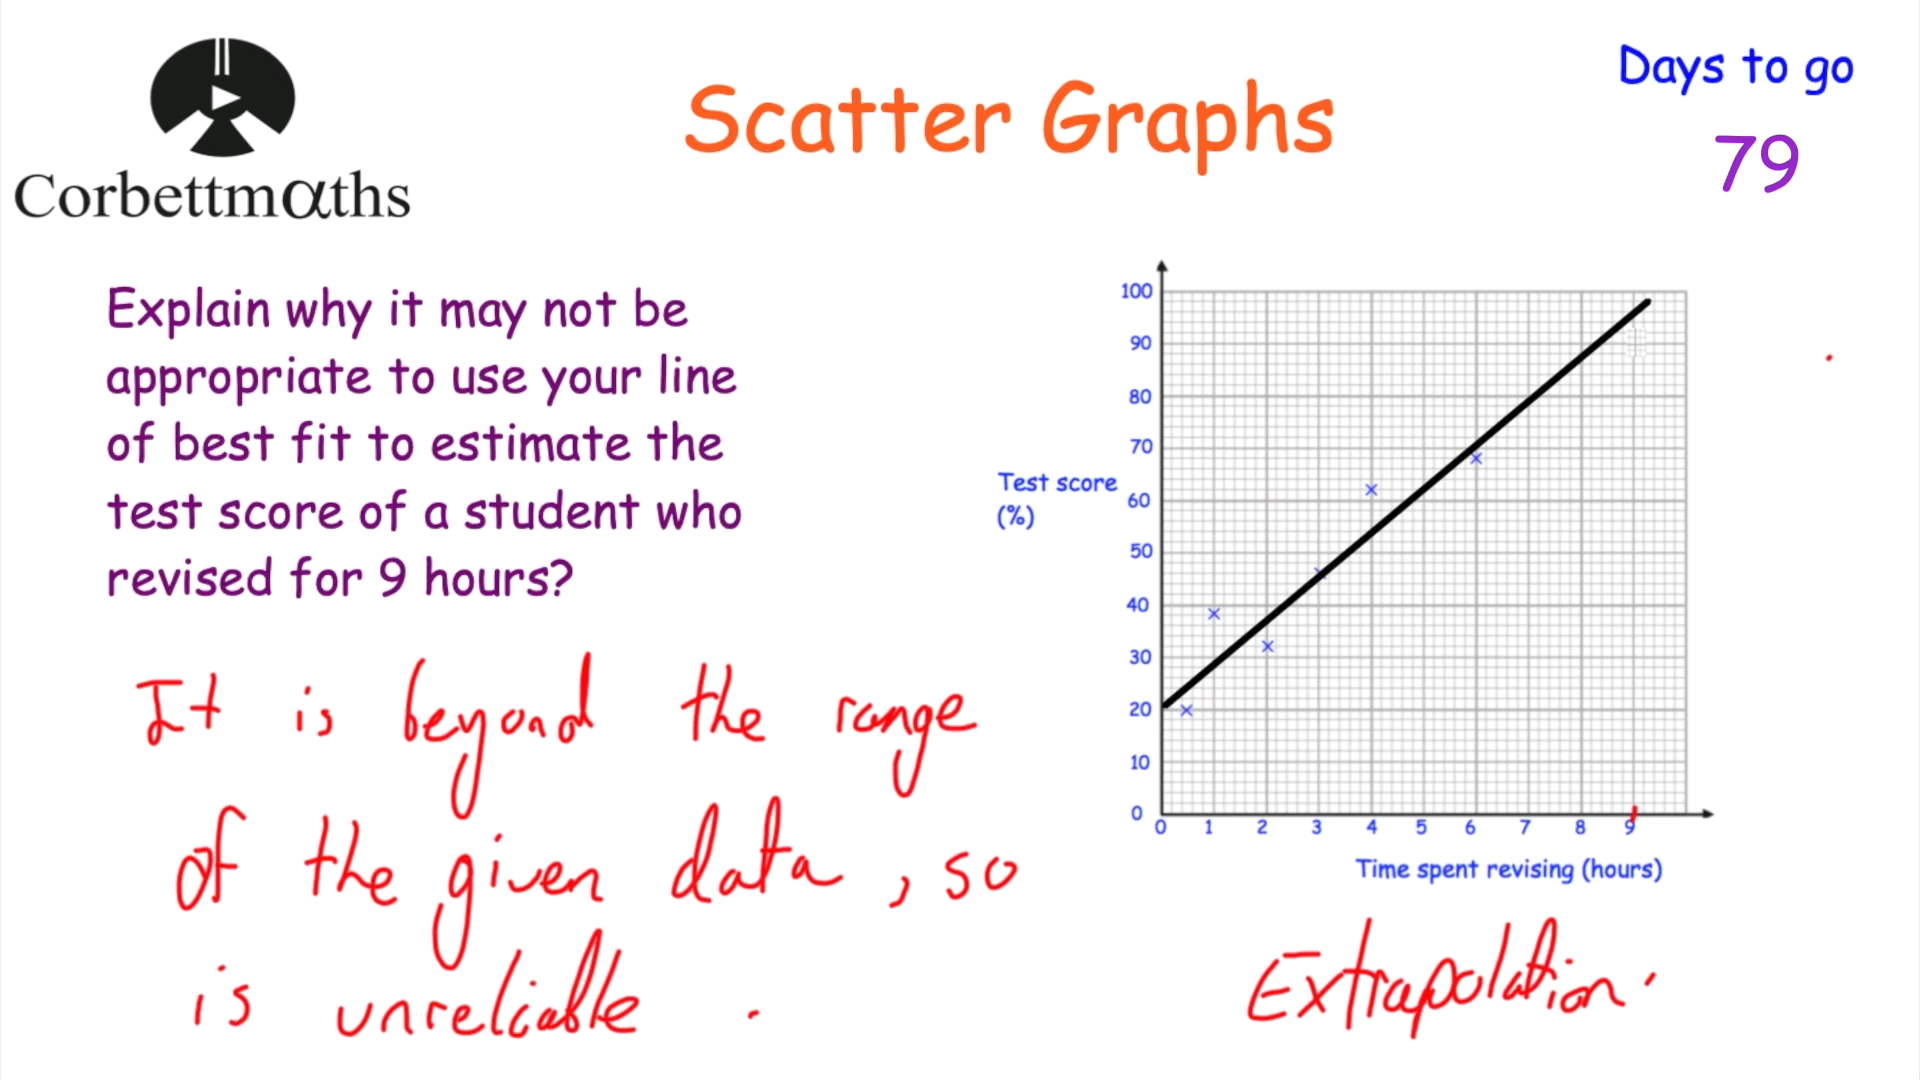 Corbettmαths
Scatter Graphs
Days to go
79
Explain why it may not be
appropriate to use your line
of best fit to estimate the
test score of a student who
revised for 9 hours?
It is beyond the range
of the given data, so
is unreliable.
Test score
(%)
100
90
80
70
60
50
40
30
20
10
0
0 1 2 3 4 5 6 7 8 9
Time spent revising (hours)
Extrapolation.